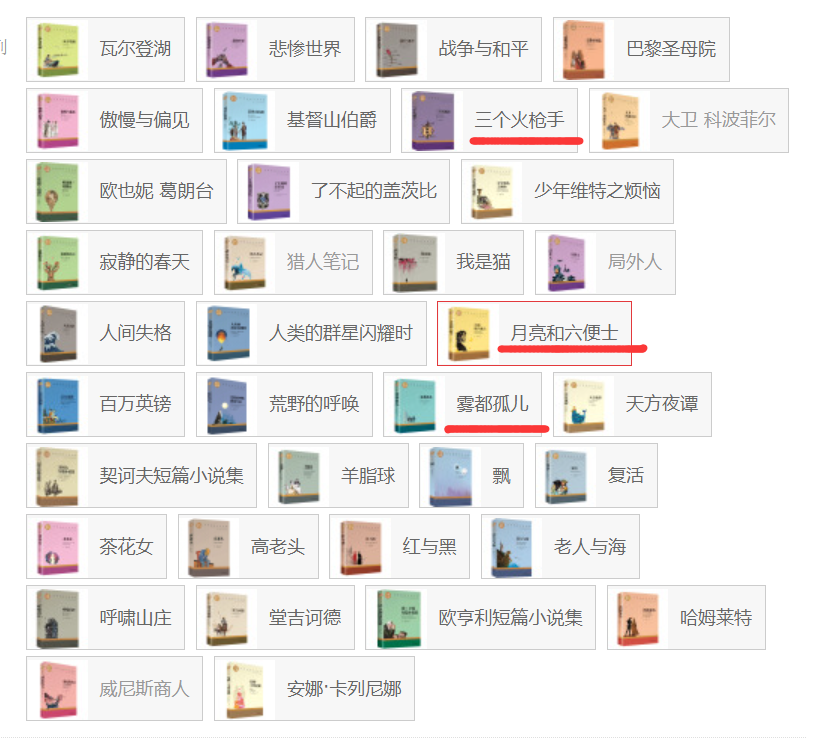 例
瓦尔登湖 悲惨世界 战争与和平 巴黎圣母院
傲慢与偏见 基督山伯爵 三个火枪手 大卫 科波菲尔
欧也妮 葛朗台 了不起的盖茨比 少年维特之烦恼
寂静的春天 猎人笔记 我是猫 局外人
人间失格 人类的群星闪耀时 月亮和六便士
百万英镑 荒野的呼唤 雾都孤儿 天方夜谭
契诃夫短篇小说集 羊脂球 飘 复活
茶花女 高老头 红与黑 老人与海
呼啸山庄 堂吉诃德 欧亨利短篇小说集 哈姆莱特
威尼斯商人 安娜·卡列尼娜